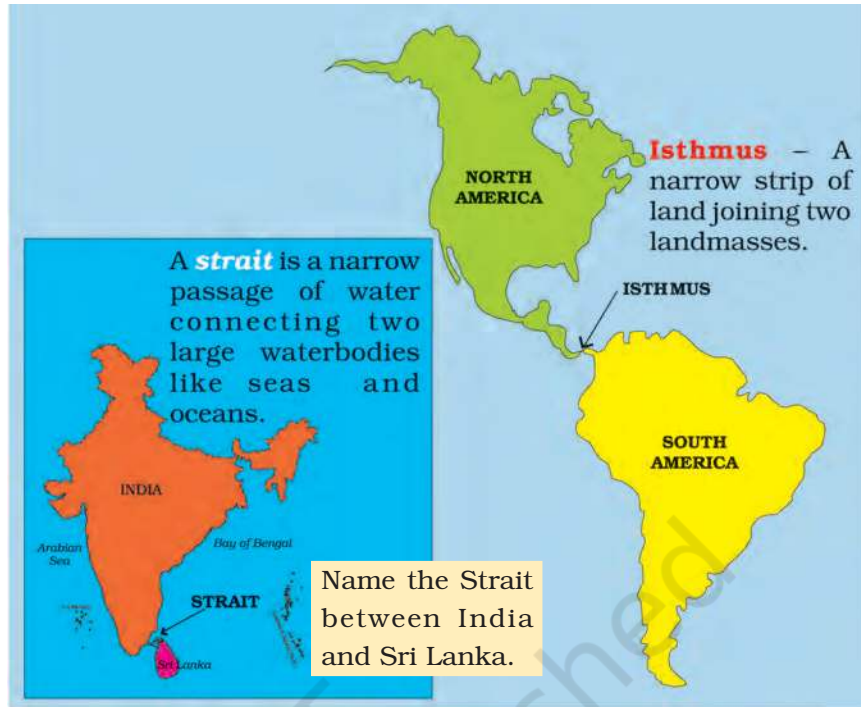 NORTH
AMERICA
Isthmus – A
narrow strip of
land joining two
landmasses.
ISTHMUS
A strait is a narrow
passage of water
connecting two
large waterbodies
like seas and
oceans.
INDIA
Arabian
Sea
Bay of Bengal
STRAIT
Sri Lanka
SOUTH
AMERICA
Name the Strait
between India
and Sri Lanka.